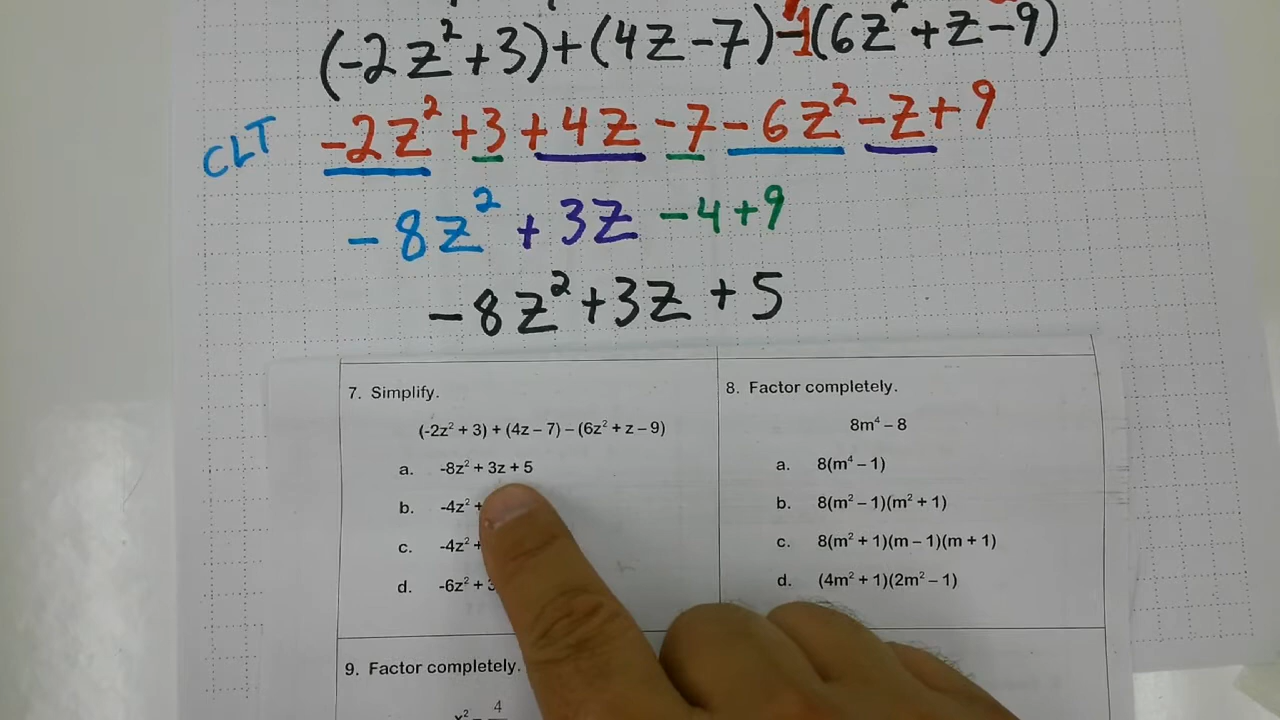 (-2z² + 3) + (4z - 7) - 1(6z² + z - 9)
CLT -2z² + 3 + 4z - 7 - 6z² - z + 9
-8z² + 3z - 4 + 9
-8z² + 3z + 5
7. Simplify.
(-2z² + 3) + (4z – 7) – (6z² + z – 9)
a. -8z² + 3z + 5
b. -4z² +
c. -4z² +
d. -6z² + 3
8. Factor completely.
8m⁴ – 8
a. 8(m⁴ – 1)
b. 8(m² – 1)(m² + 1)
c. 8(m² + 1)(m – 1)(m + 1)
d. (4m² + 1)(2m² – 1)
9. Factor completely.
x² – 4